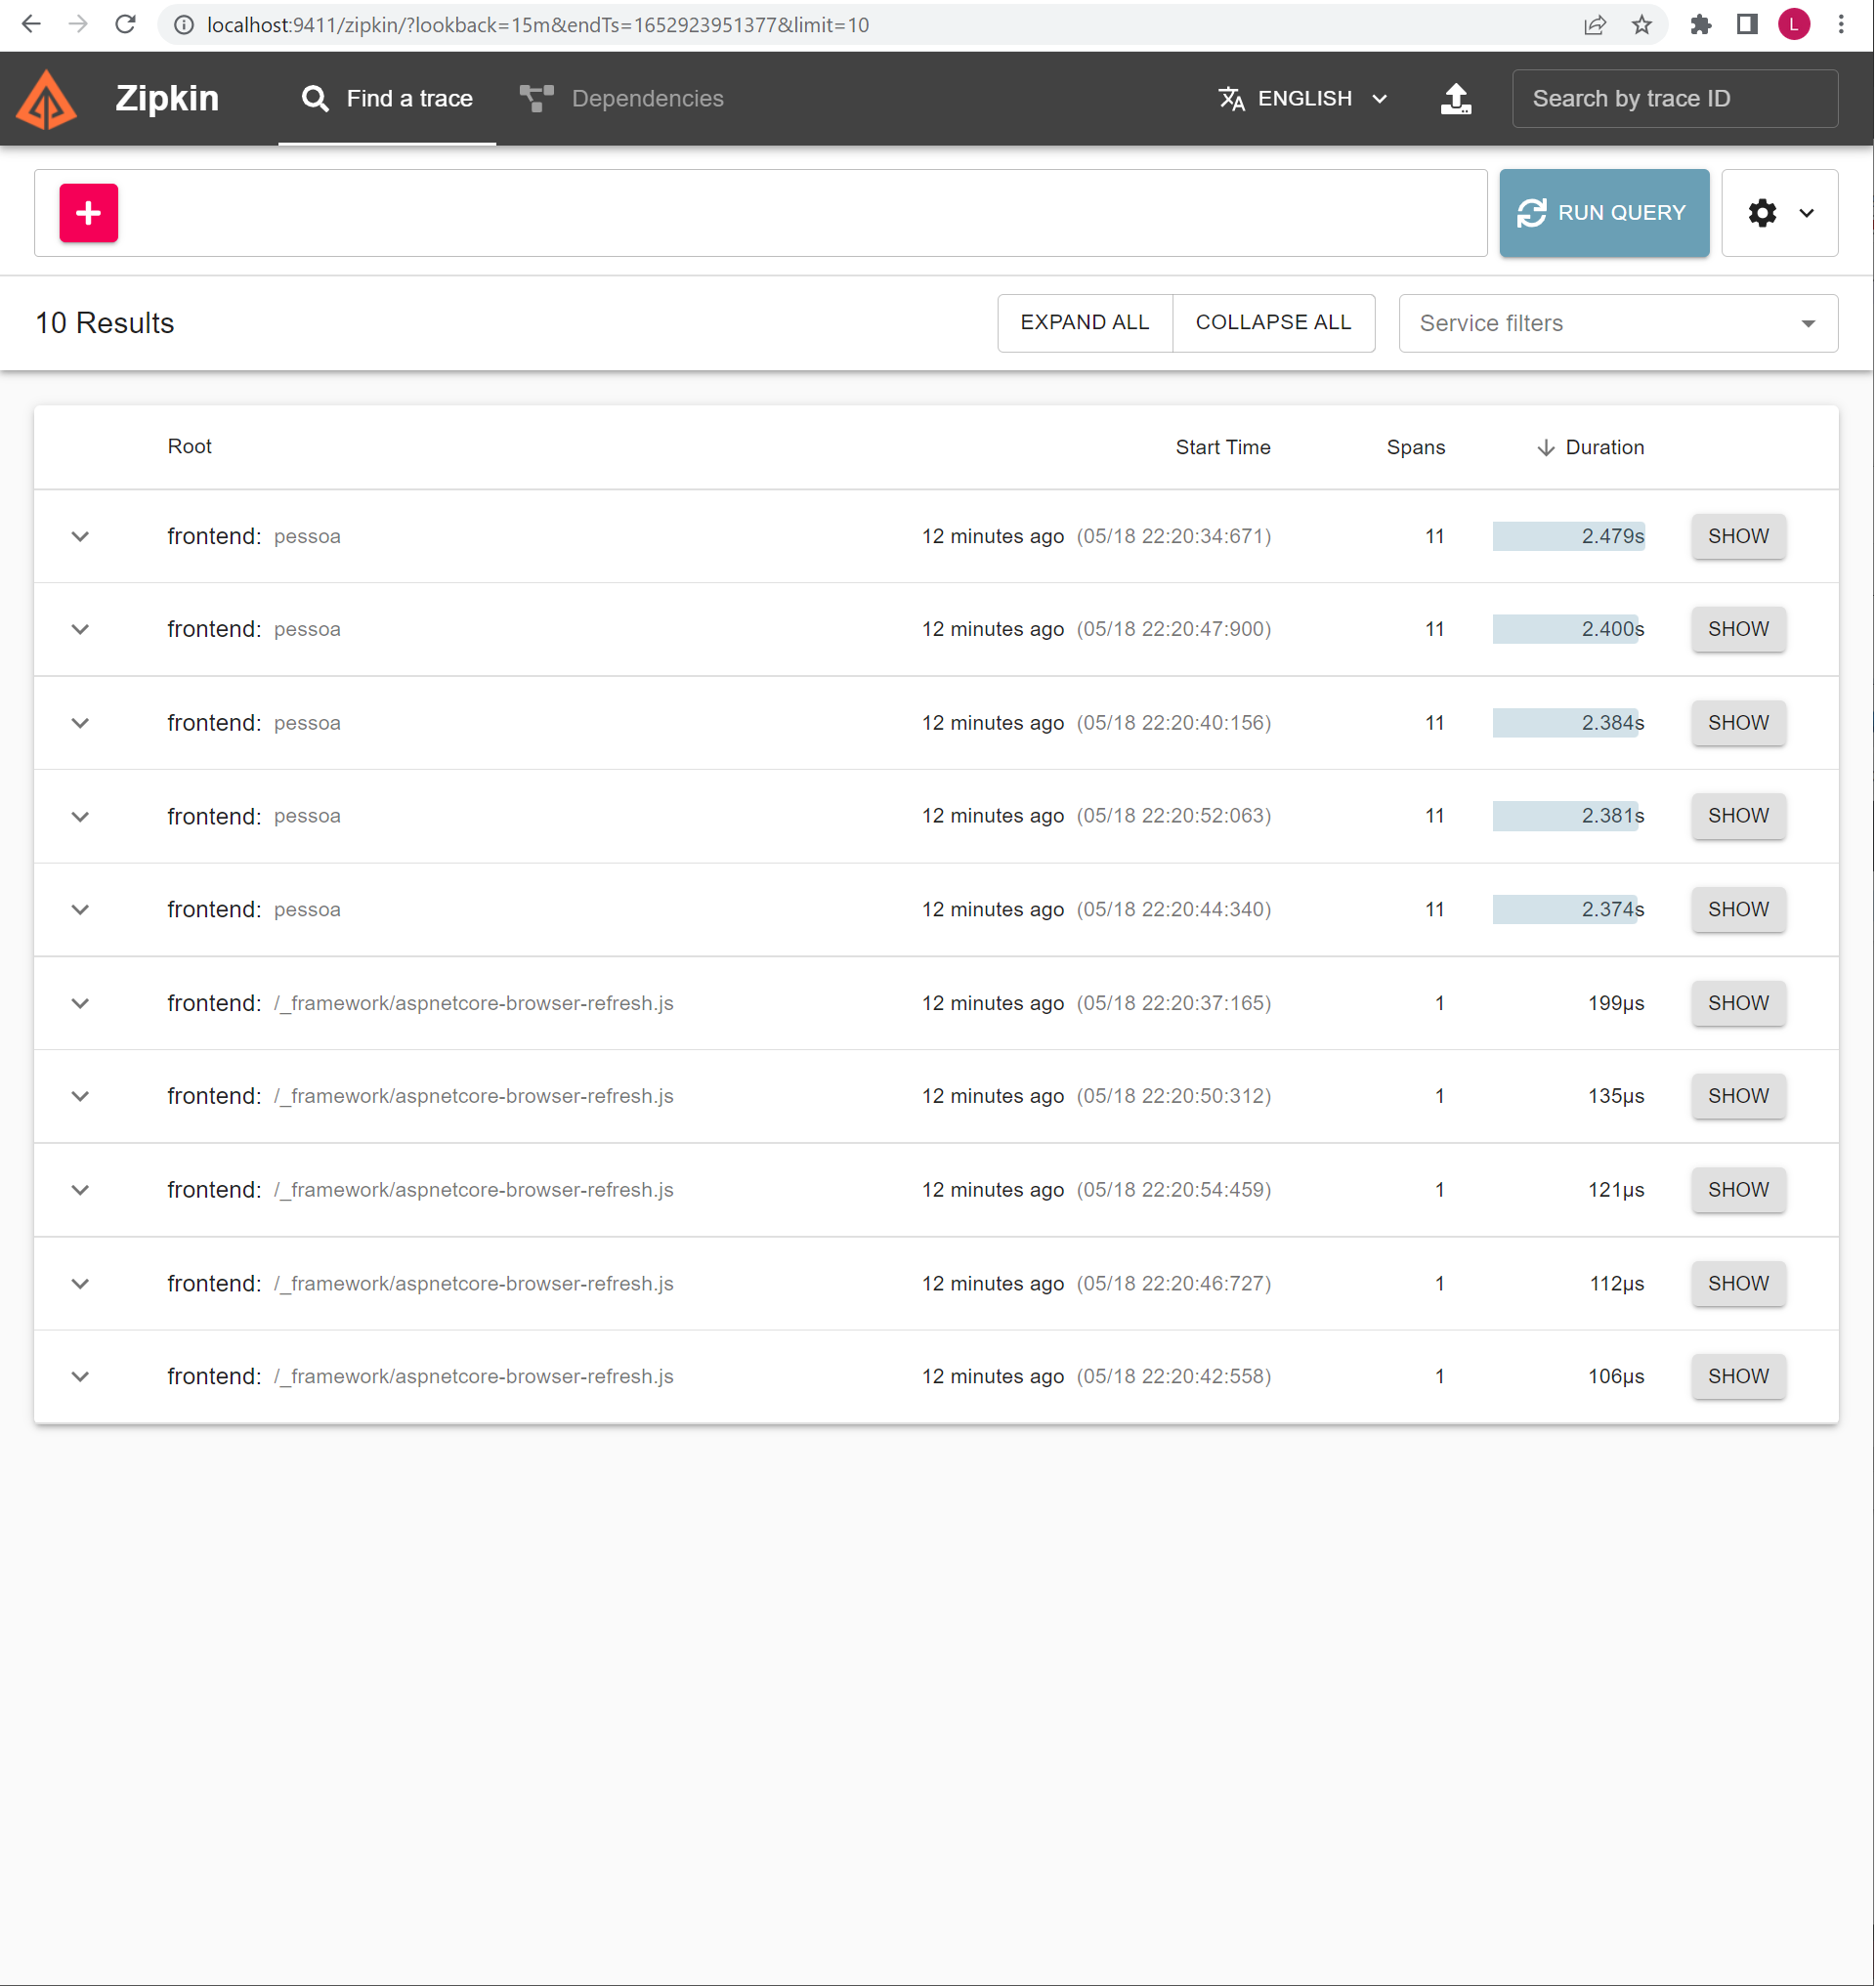 localhost:9411/zipkin/?lookback=15m&endTs=1652923951377&limit=10
L
Zipkin Find a trace Dependencies ENGLISH Search by trace ID
RUN QUERY
10 Results EXPAND ALL COLLAPSE ALL Service filters
Root Start Time Spans Duration
frontend: pessoa 12 minutes ago (05/18 22:20:34:671) 11 2.479s SHOW
frontend: pessoa 12 minutes ago (05/18 22:20:47:900) 11 2.400s SHOW
frontend: pessoa 12 minutes ago (05/18 22:20:40:156) 11 2.384s SHOW
frontend: pessoa 12 minutes ago (05/18 22:20:52:063) 11 2.381s SHOW
frontend: pessoa 12 minutes ago (05/18 22:20:44:340) 11 2.374s SHOW
frontend: /_framework/aspnetcore-browser-refresh.js 12 minutes ago (05/18 22:20:37:165) 1 199μs SHOW
frontend: /_framework/aspnetcore-browser-refresh.js 12 minutes ago (05/18 22:20:50:312) 1 135μs SHOW
frontend: /_framework/aspnetcore-browser-refresh.js 12 minutes ago (05/18 22:20:54:459) 1 121μs SHOW
frontend: /_framework/aspnetcore-browser-refresh.js 12 minutes ago (05/18 22:20:46:727) 1 112μs SHOW
frontend: /_framework/aspnetcore-browser-refresh.js 12 minutes ago (05/18 22:20:42:558) 1 106μs SHOW